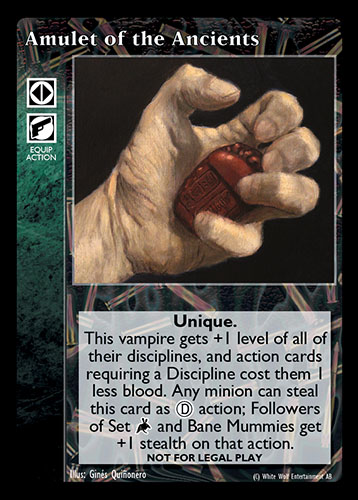 Amulet of the Ancients
EQUIP
ACTION
Unique.
This vampire gets +1 level of all of
their disciplines, and action cards
requiring a Discipline cost them 1
less blood. Any minion can steal
this card as Ⓓ action; Followers
of Set and Bane Mummies get
+1 stealth on that action.
NOT FOR LEGAL PLAY
Illus: Ginés Quiñonero
(C) White Wolf Entertainment AB